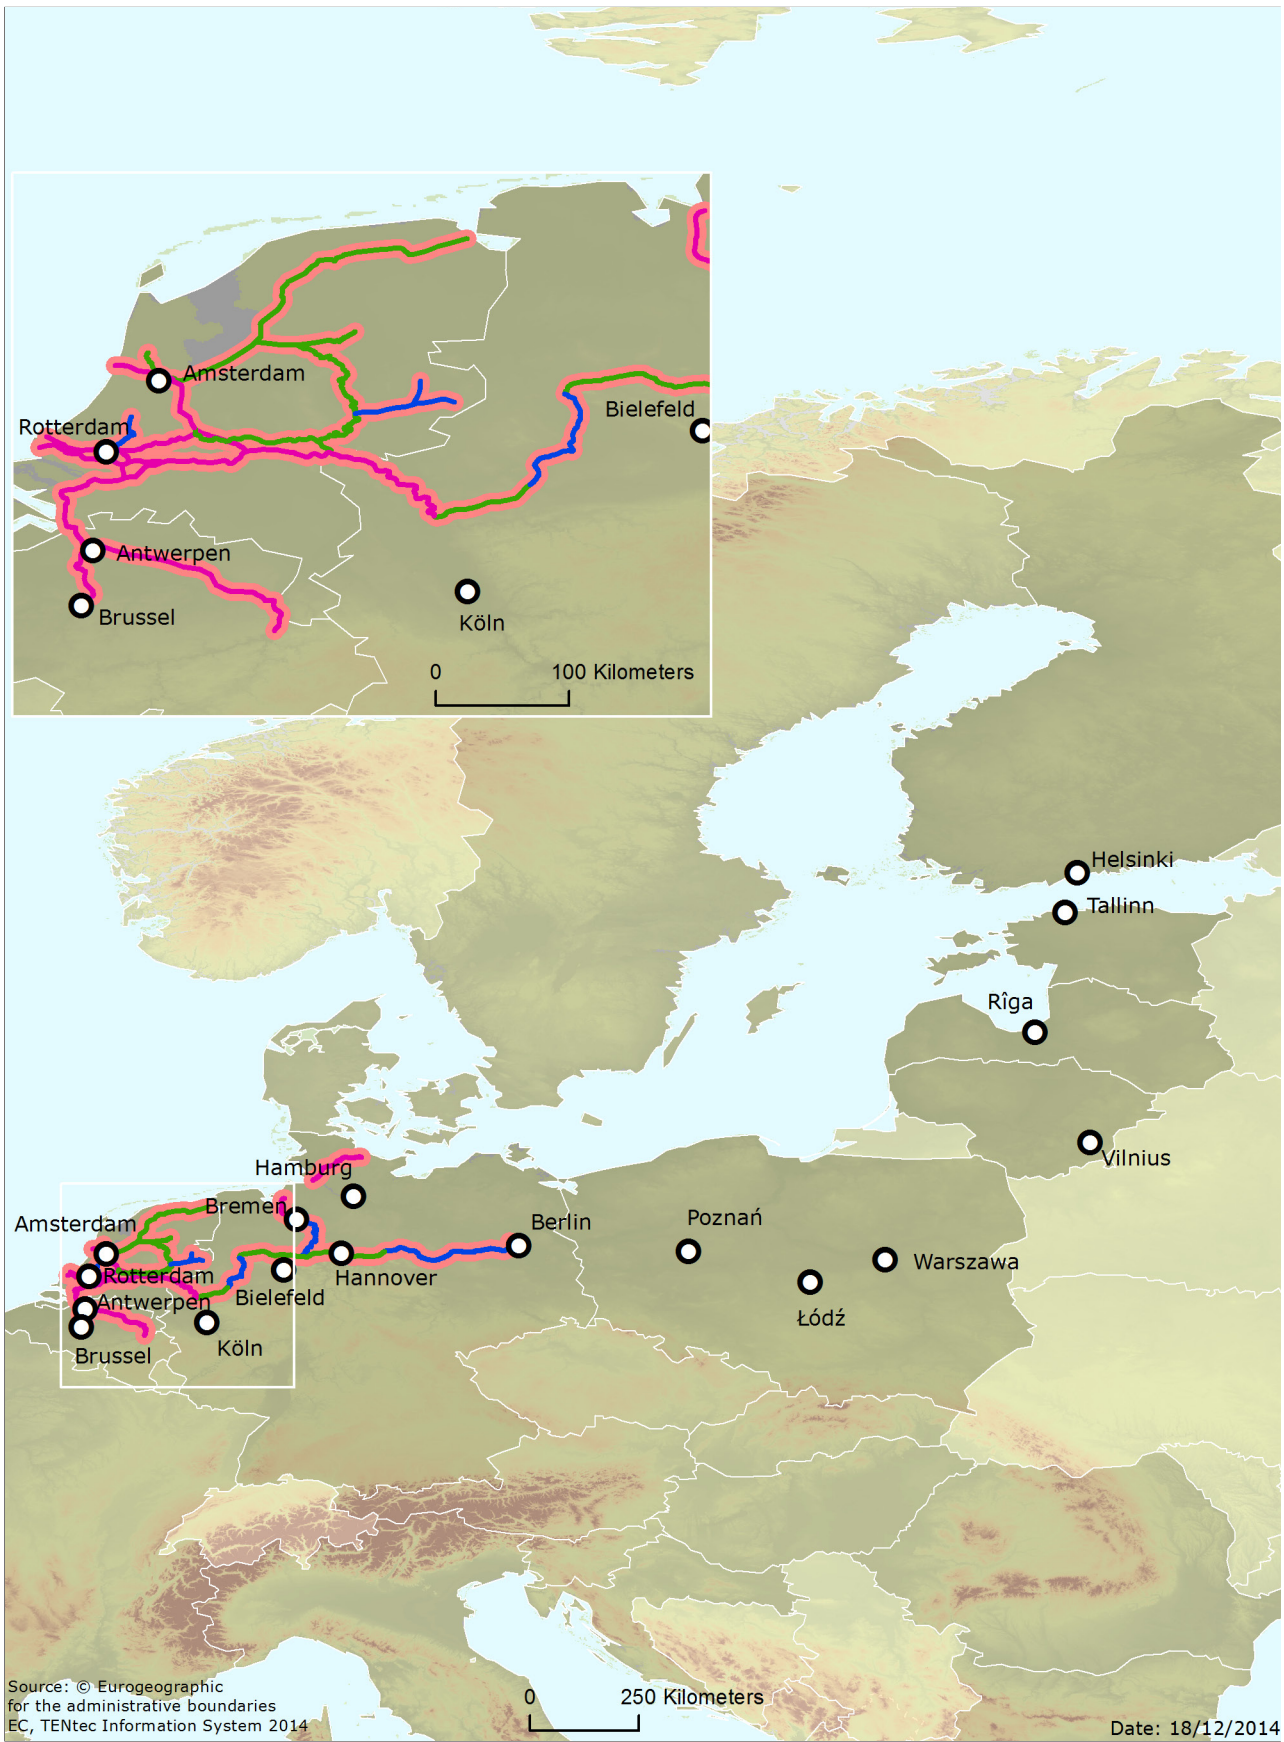 Amsterdam
Rotterdam
Bielefeld
Antwerpen
Brussel
Köln
0 100 Kilometers
Helsinki
Tallinn
Rîga
Vilnius
Hamburg
Bremen
Amsterdam
Berlin
Poznań
Rotterdam
Hannover
Warszawa
Bielefeld
Antwerpen
Łódź
Köln
Brussel
Source: © Eurogeographic
for the administrative boundaries
EC, TENtec Information System 2014
0 250 Kilometers
Date: 18/12/2014